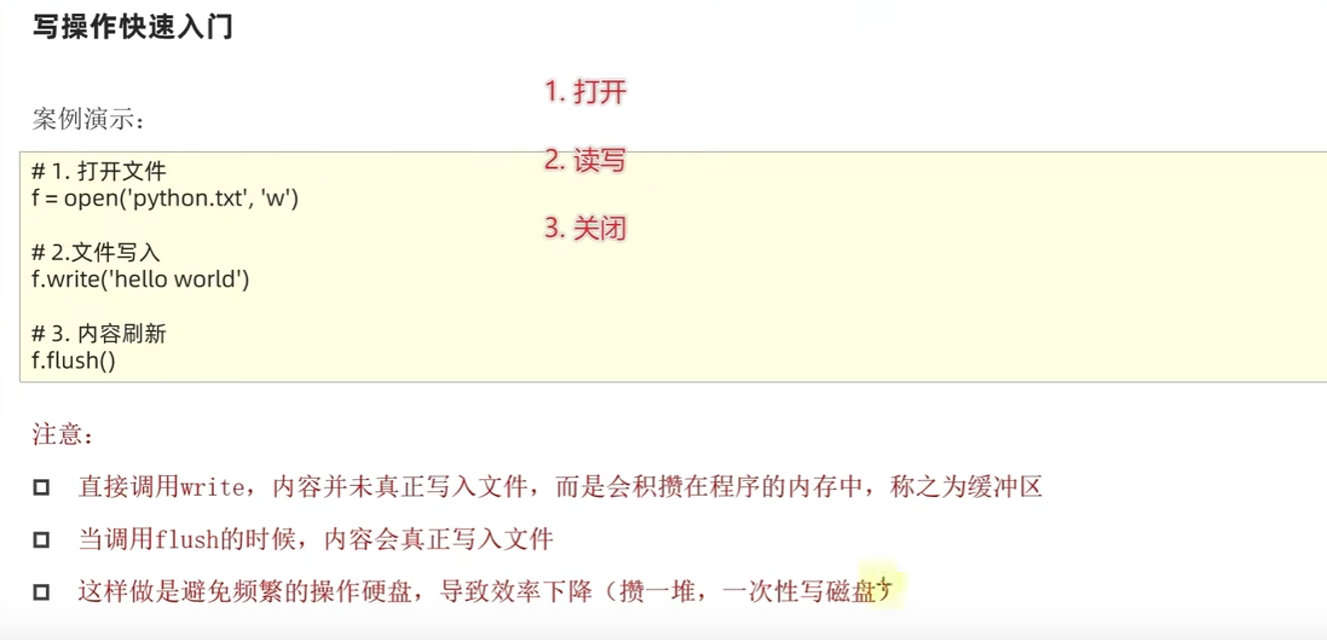 写操作快速入门
1. 打开
案例演示：
2. 读写
# 1. 打开文件
f = open('python.txt', 'w')
3. 关闭
# 2.文件写入
f.write('hello world')
# 3. 内容刷新
f.flush()
注意：
直接调用write，内容并未真正写入文件，而是会积攒在程序的内存中，称之为缓冲区
当调用flush的时候，内容会真正写入文件
这样做是避免频繁的操作硬盘，导致效率下降（攒一堆，一次性写磁盘）